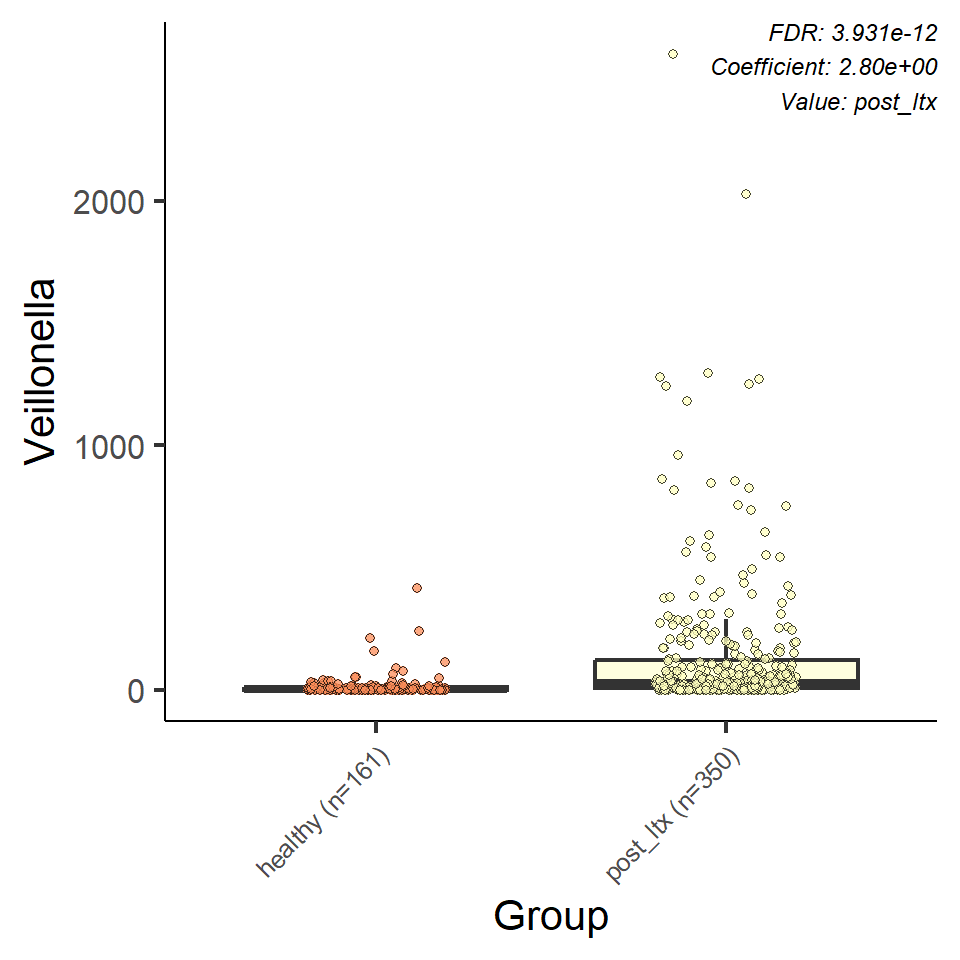 FDR: 3.931e-12
Coefficient: 2.80e+00
Value: post_ltx
Veillonella
2000
1000
0
healthy (n=161)
post_ltx (n=350)
Group